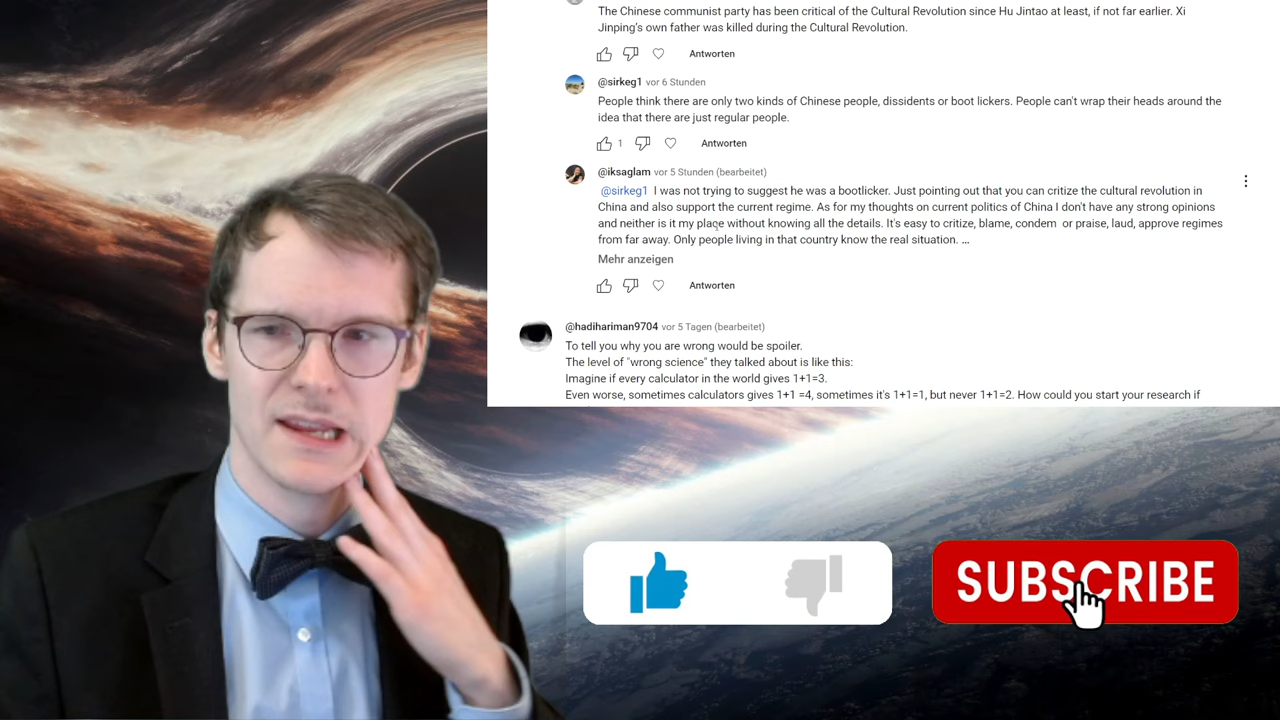 The Chinese communist party has been critical of the Cultural Revolution since Hu Jintao at least, if not far earlier. Xi
Jinping's own father was killed during the Cultural Revolution.
Antworten
@sirkeg1 vor 6 Stunden
People think there are only two kinds of Chinese people, dissidents or boot lickers. People can't wrap their heads around the
idea that there are just regular people.
1 Antworten
@iksaglam vor 5 Stunden (bearbeitet)
@sirkeg1 I was not trying to suggest he was a bootlicker. Just pointing out that you can critize the cultural revolution in
China and also support the current regime. As for my thoughts on current politics of China I don't have any strong opinions
and neither is it my place without knowing all the details. It's easy to critize, blame, condem or praise, laud, approve regimes
from far away. Only people living in that country know the real situation. ...
Mehr anzeigen
Antworten
@hadihariman9704 vor 5 Tagen (bearbeitet)
To tell you why you are wrong would be spoiler.
The level of "wrong science" they talked about is like this:
Imagine if every calculator in the world gives 1+1=3.
Even worse, sometimes calculators gives 1+1 =4, sometimes it's 1+1=1, but never 1+1=2. How could you start your research if
SUBSCRIBE